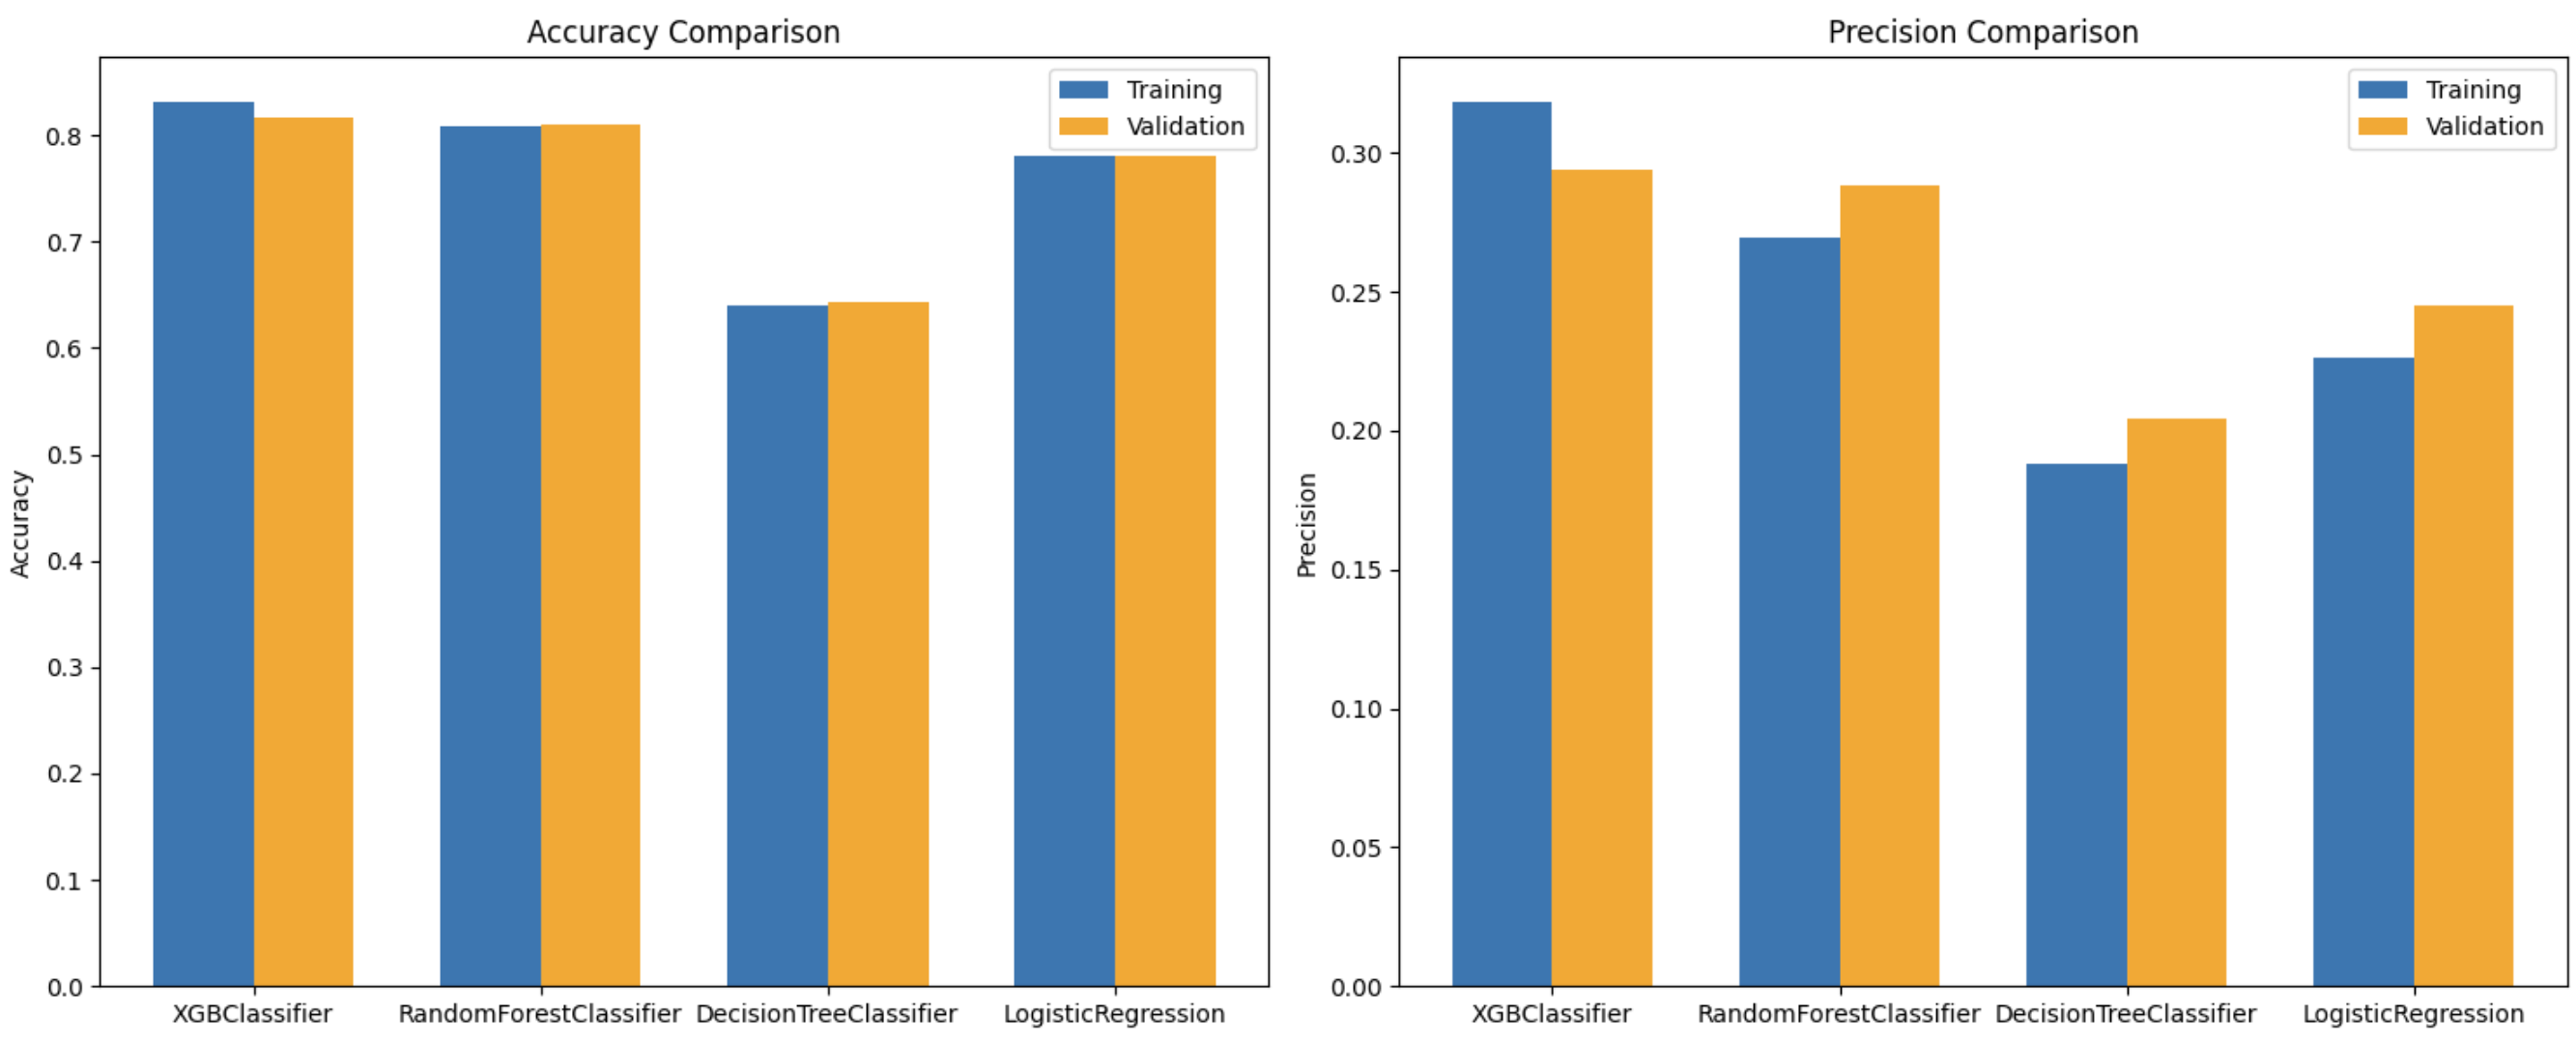 Accuracy Comparison
Training
Validation
0.8
0.7
0.6
0.5
0.4
0.3
0.2
0.1
0.0
Accuracy
XGBClassifier RandomForestClassifier DecisionTreeClassifier LogisticRegression
Precision Comparison
Training
Validation
0.30
0.25
0.20
0.15
0.10
0.05
0.00
Precision
XGBClassifier RandomForestClassifier DecisionTreeClassifier LogisticRegression